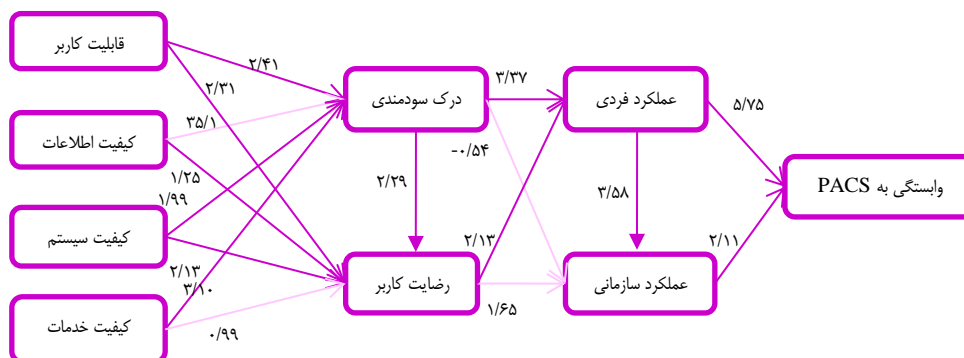 قابلیت کاربر
۲/۴۱
۲/۳۱
درک سودمندی
۳/۳۷
عملکرد فردی
۵/۷۵
۳۵/۱
کیفیت اطلاعات
-۰/۵۴
۱/۲۵
۲/۲۹
۱/۹۹
۳/۵۸
وابستگی به PACS
کیفیت سیستم
۲/۱۳
۲/۱۱
۲/۱۳
رضایت کاربر
عملکرد سازمانی
۳/۱۰
۱/۶۵
کیفیت خدمات
۰/۹۹